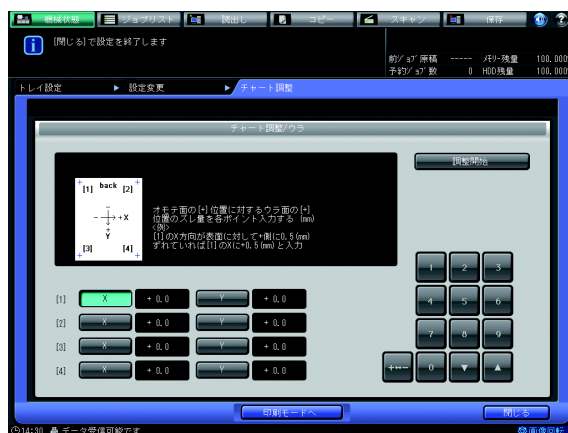 機械状態 ジョブリスト 読出し コピー スキャン 保存
[閉じる]で設定を終了します
前ｼﾞｮﾌﾞ原稿 ----- ﾒﾓﾘｰ残量 100.000
予約ｼﾞｮﾌﾞ数 0 HDD残量 100.000
トレイ設定 ▶ 設定変更 ▶ チャート調整
チャート調整/ウラ
調整開始
[1] back [2]
- +X
Y
[3] [4]
オモテ面の[+]位置に対するウラ面の[+]
位置のズレ量を各ポイント入力する (mm)
<例>
[1]のX方向が表面に対して+側に0.5(mm)
ずれていれば[1]のXに+0.5(mm)と入力
[1] X + 0.0 Y + 0.0
[2] X + 0.0 Y + 0.0
[3] X + 0.0 Y + 0.0
[4] X + 0.0 Y + 0.0
1 2 3
4 5 6
7 8 9
+↔- 0 ▼ ▲
印刷モードへ 閉じる
14:30 データ受信可能です 画像回転